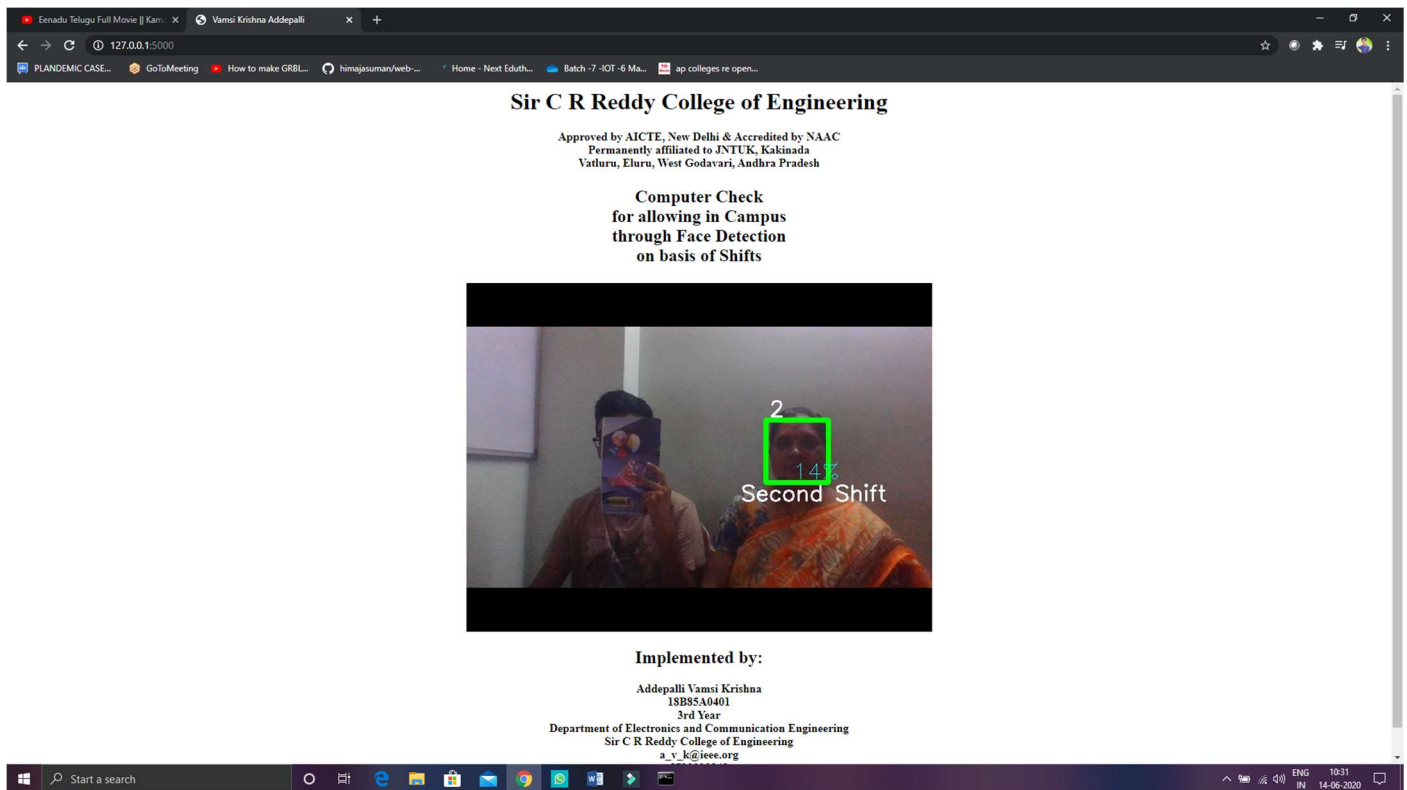 Eenadu Telugu Full Movie || Kam
Vamsi Krishna Addepalli
127.0.0.1:5000
PLANDEMIC CASE...
GoToMeeting
How to make GRBL...
himajasuman/web-...
Home - Next Eduth...
Batch -7 -IOT -6 Ma...
ap colleges re open...
Sir C R Reddy College of Engineering
Approved by AICTE, New Delhi & Accredited by NAAC
Permanently affiliated to JNTUK, Kakinada
Vatluru, Eluru, West Godavari, Andhra Pradesh
Computer Check
for allowing in Campus
through Face Detection
on basis of Shifts
2
14%
Second Shift
Implemented by:
Addepalli Vamsi Krishna
18B85A0401
3rd Year
Department of Electronics and Communication Engineering
Sir C R Reddy College of Engineering
a_v_k@ieee.org
Start a search
ENG
IN
10:31
14-06-2020